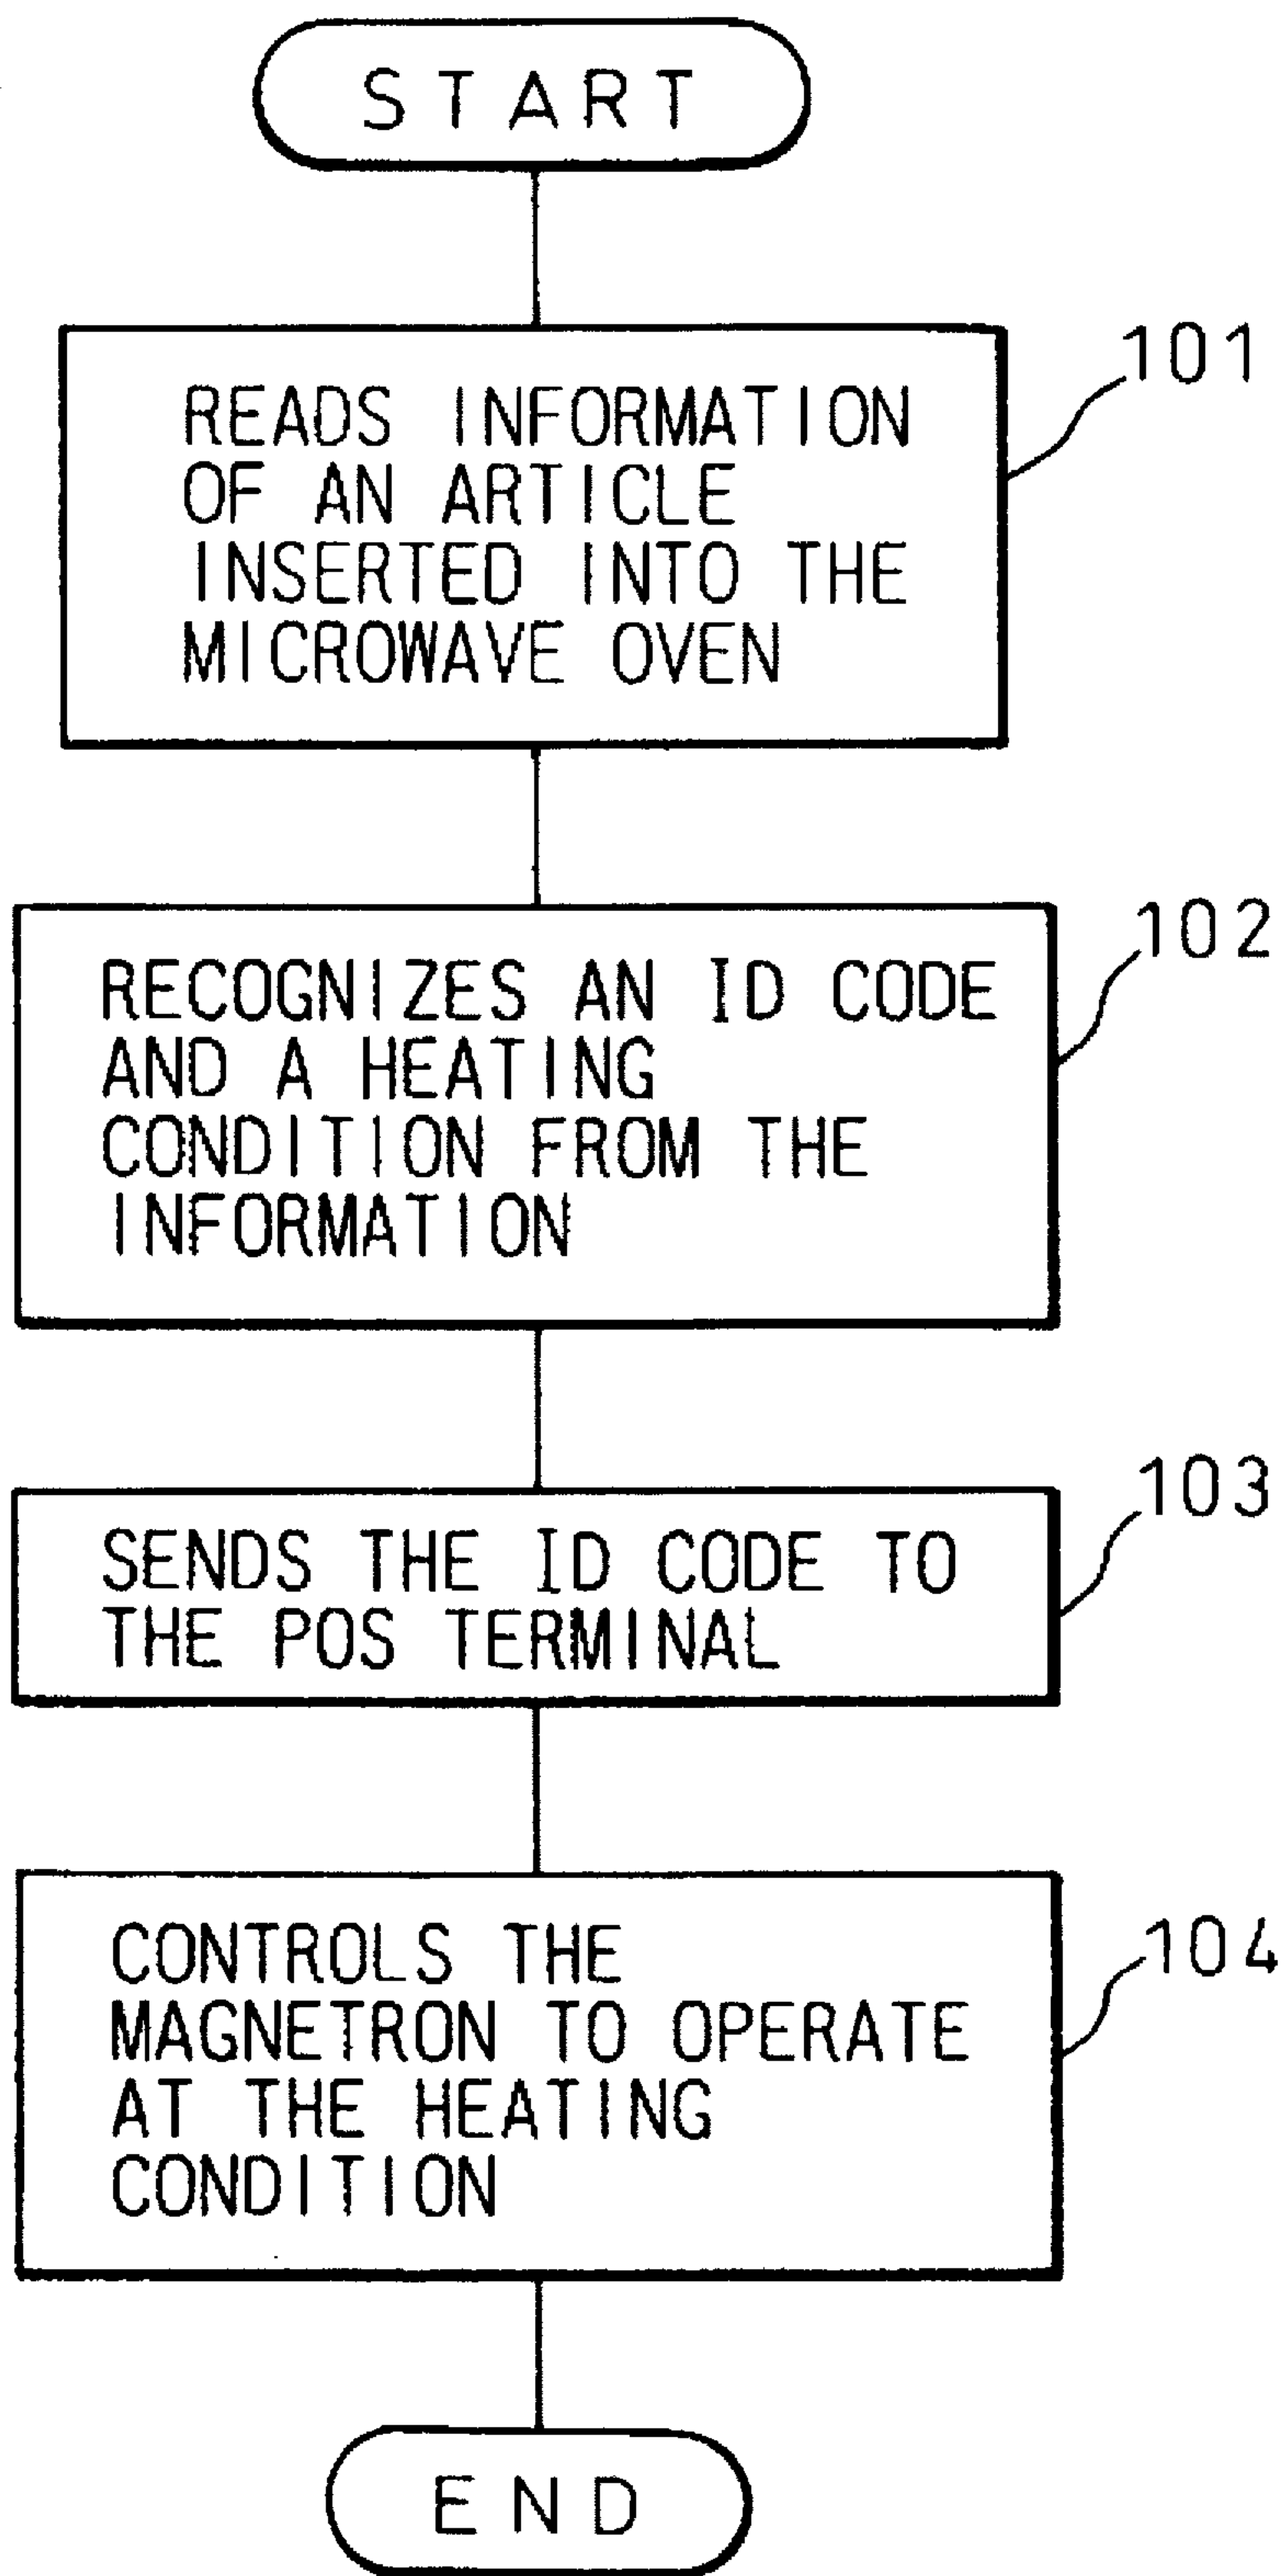 START
101
READS INFORMATION
OF AN ARTICLE
INSERTED INTO THE
MICROWAVE OVEN
102
RECOGNIZES AN ID CODE
AND A HEATING
CONDITION FROM THE
INFORMATION
103
SENDS THE ID CODE TO
THE POS TERMINAL
104
CONTROLS THE
MAGNETRON TO OPERATE
AT THE HEATING
CONDITION
END